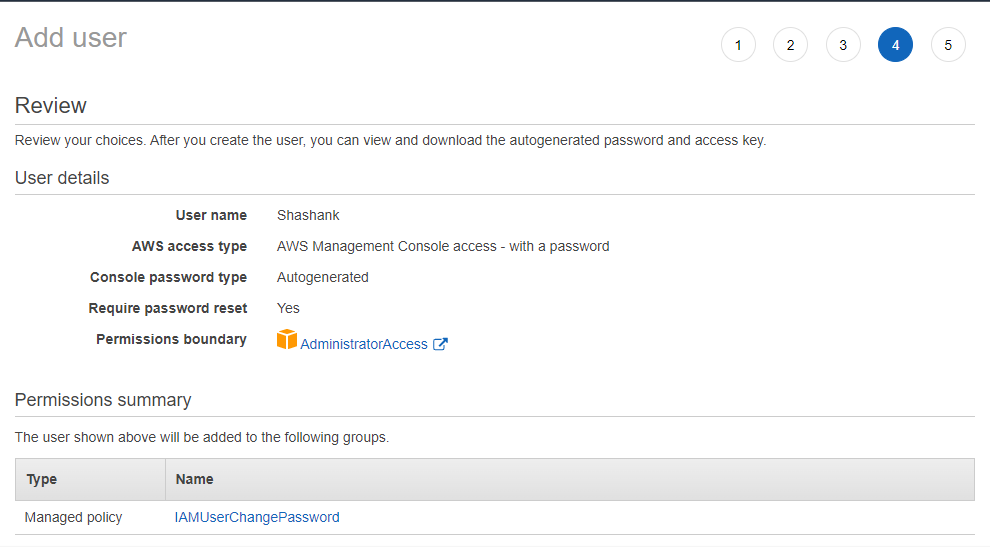 Add user
1 2 3 4 5
Review
Review your choices. After you create the user, you can view and download the autogenerated password and access key.
User details
User name Shashank
AWS access type AWS Management Console access - with a password
Console password type Autogenerated
Require password reset Yes
Permissions boundary AdministratorAccess
Permissions summary
The user shown above will be added to the following groups.
Type Name
Managed policy IAMUserChangePassword